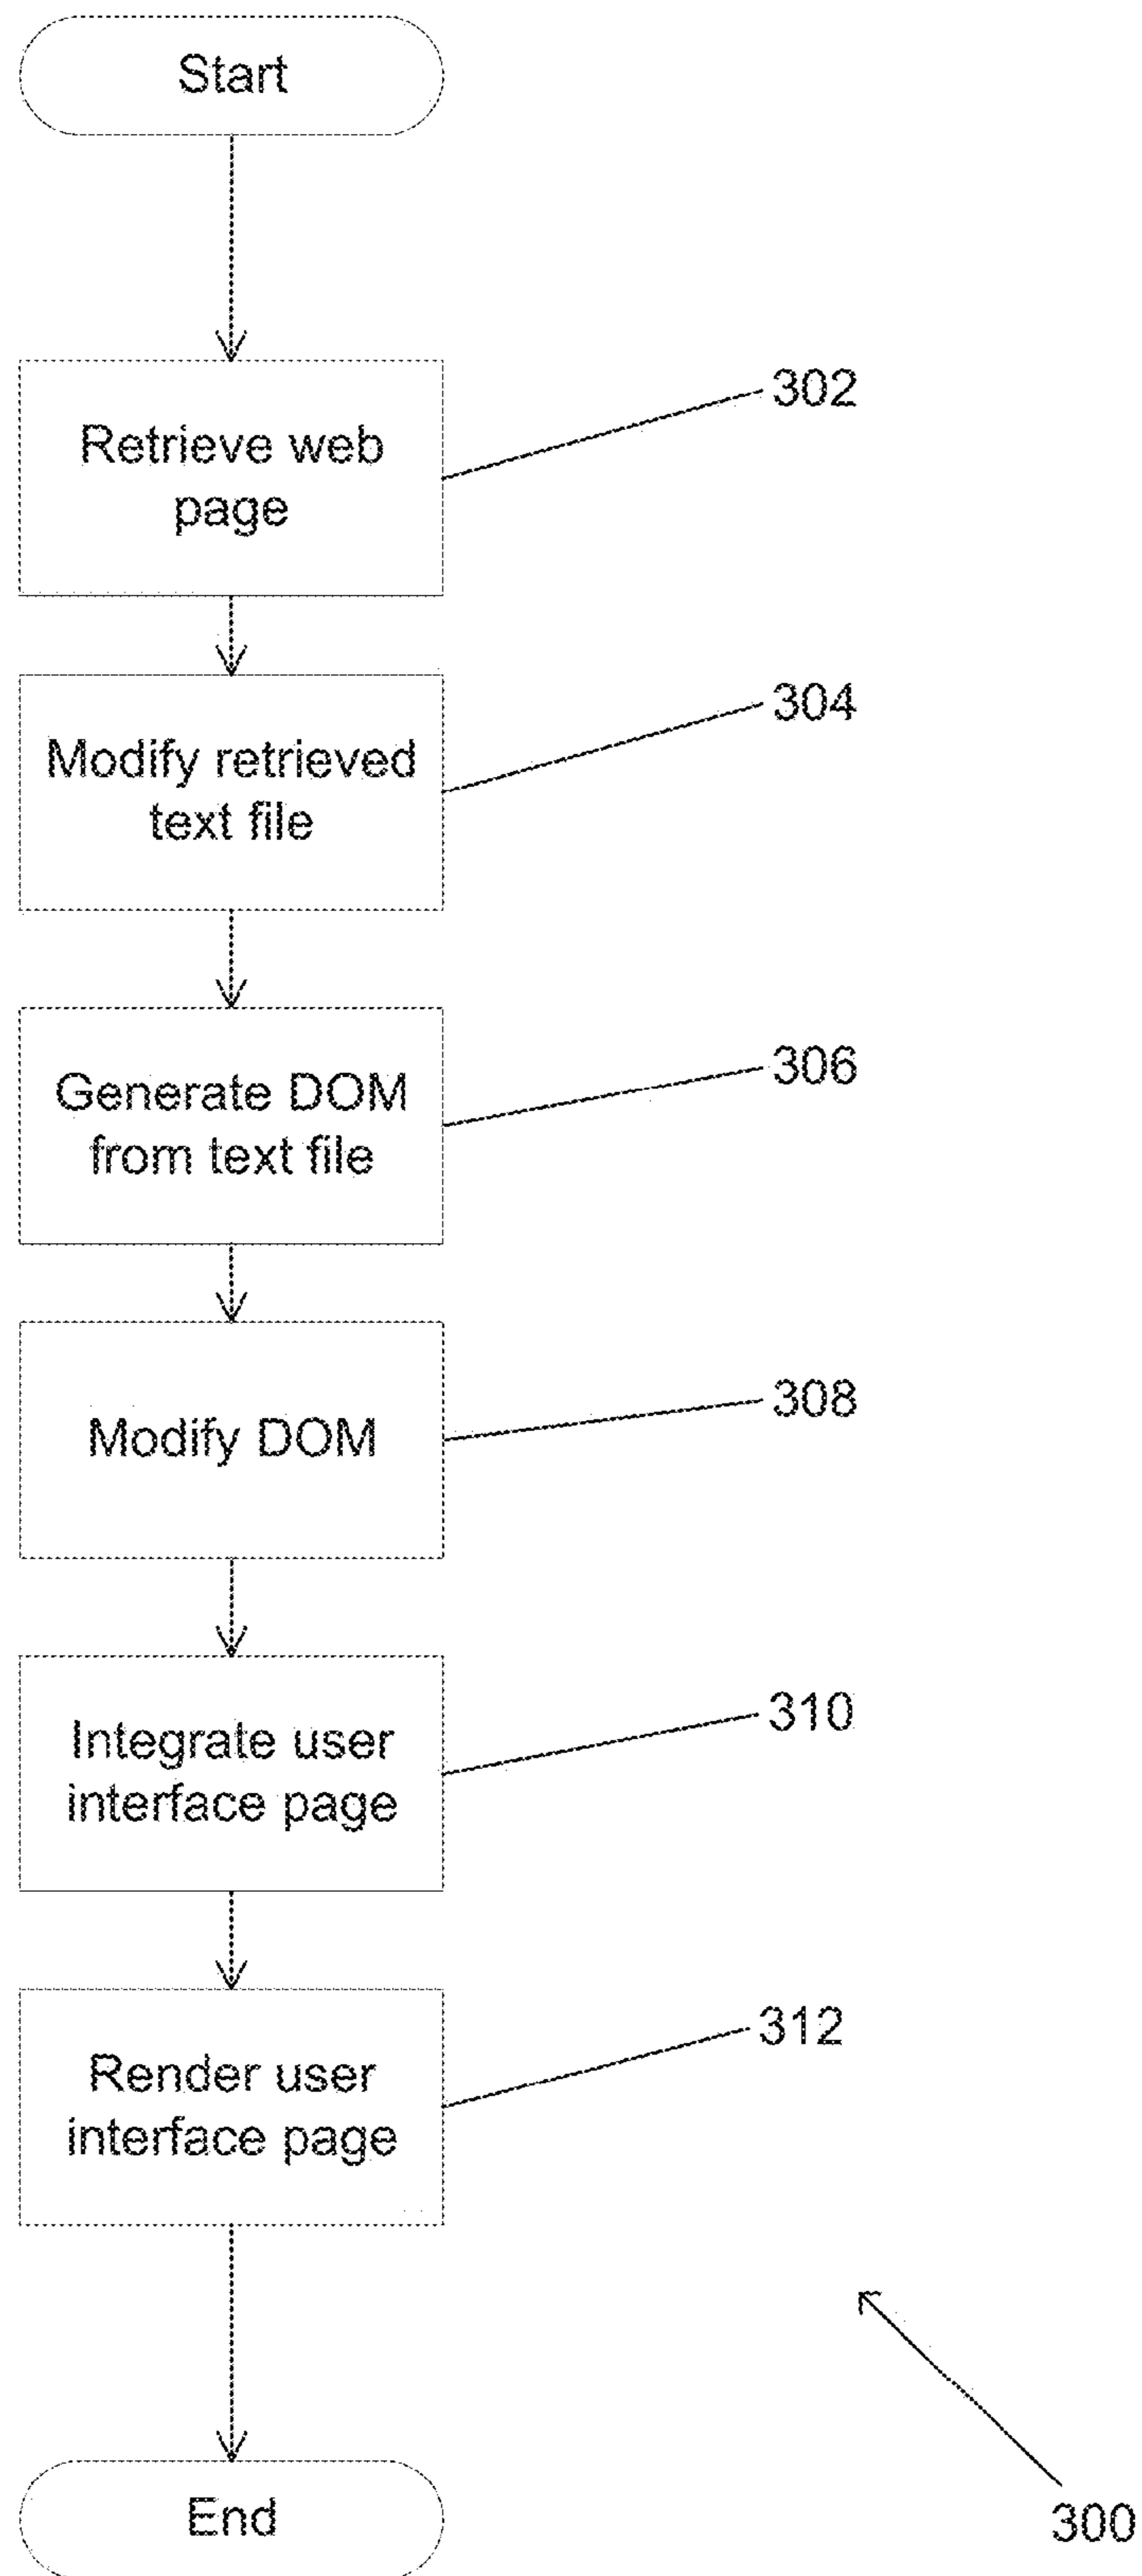 Start
Retrieve web
page
302
Modify retrieved
text file
304
Generate DOM
from text file
306
Modify DOM
308
Integrate user
interface page
310
Render user
interface page
312
End
300